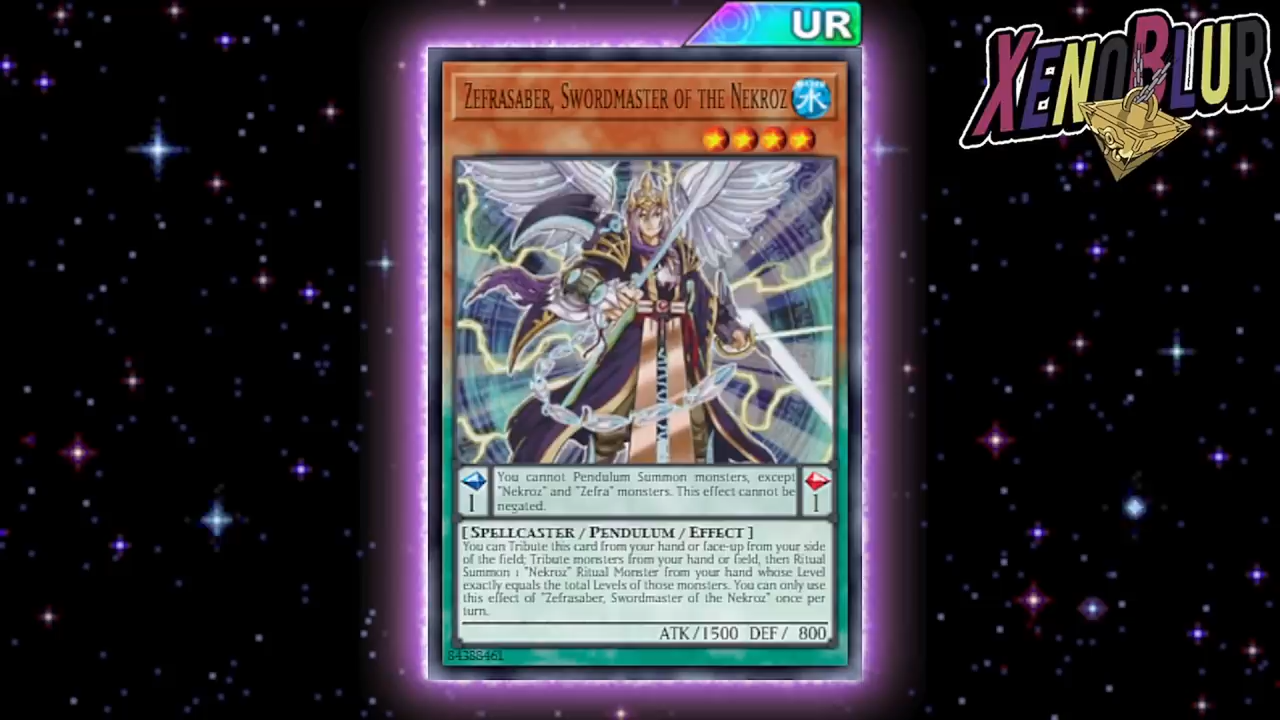 UR
XENOBLUR
ZEFRASABER, SWORDMASTER OF THE NEKROZ
水
You cannot Pendulum Summon monsters, except
"Nekroz" and "Zefra" monsters. This effect cannot be
negated.
1
1
[ SPELLCASTER / PENDULUM / EFFECT ]
You can Tribute this card from your hand or face-up from your side
of the field; Tribute monsters from your hand or field, then Ritual
Summon 1 "Nekroz" Ritual Monster from your hand whose Level
exactly equals the total Levels of those monsters. You can only use
this effect of "Zefrasaber, Swordmaster of the Nekroz" once per
turn.
ATK/1500 DEF/ 800
84388461